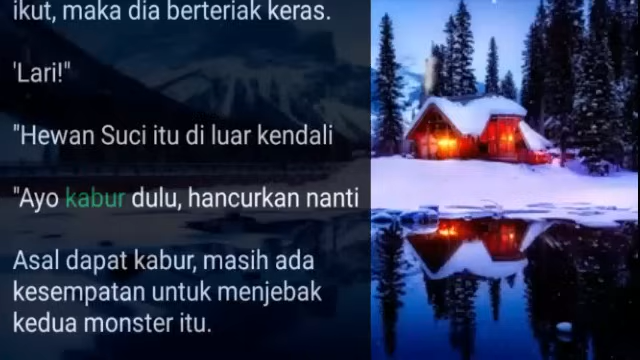 ikut, maka dia berteriak keras.
'Lari!"
"Hewan Suci itu di luar kendali
"Ayo kabur dulu, hancurkan nanti
Asal dapat kabur, masih ada
kesempatan untuk menjebak
kedua monster itu.